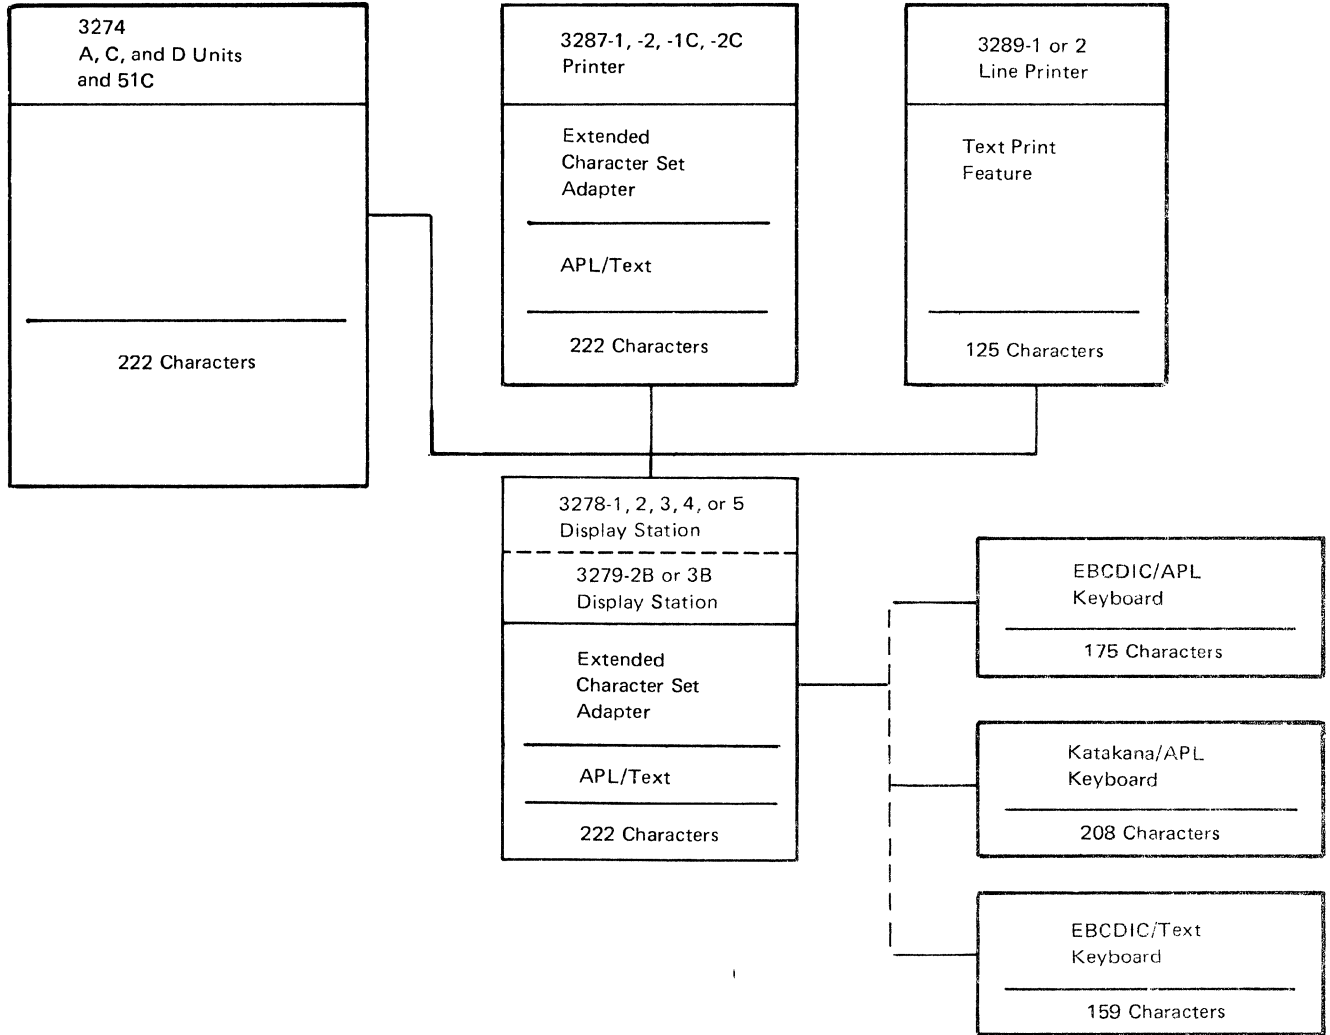 3274
A, C, and D Units
and 51C
222 Characters
3287-1, -2, -1C, -2C
Printer
Extended
Character Set
Adapter
APL/Text
222 Characters
3289-1 or 2
Line Printer
Text Print
Feature
125 Characters
3278-1, 2, 3, 4, or 5
Display Station
3279-2B or 3B
Display Station
Extended
Character Set
Adapter
APL/Text
222 Characters
EBCDIC/APL
Keyboard
175 Characters
Katakana/APL
Keyboard
208 Characters
EBCDIC/Text
Keyboard
159 Characters